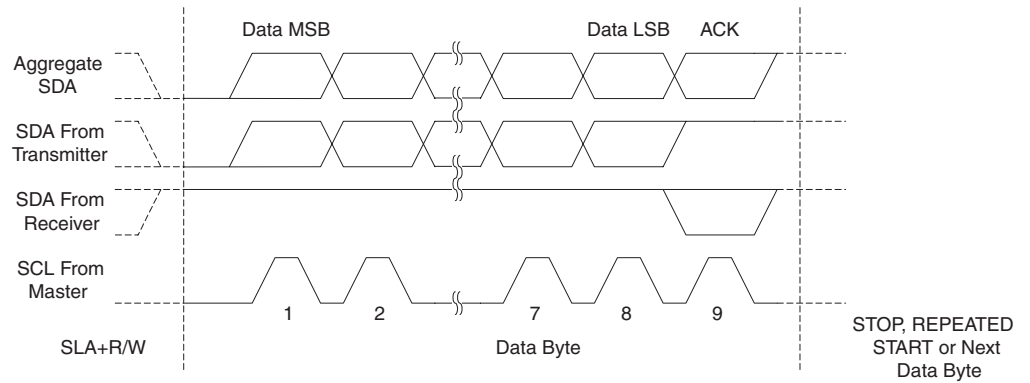 Data MSB
Data LSB
ACK
Aggregate
SDA
SDA From
Transmitter
SDA From
Receiver
SCL From
Master
1
2
7
8
9
SLA+R/W
Data Byte
STOP, REPEATED
START or Next
Data Byte